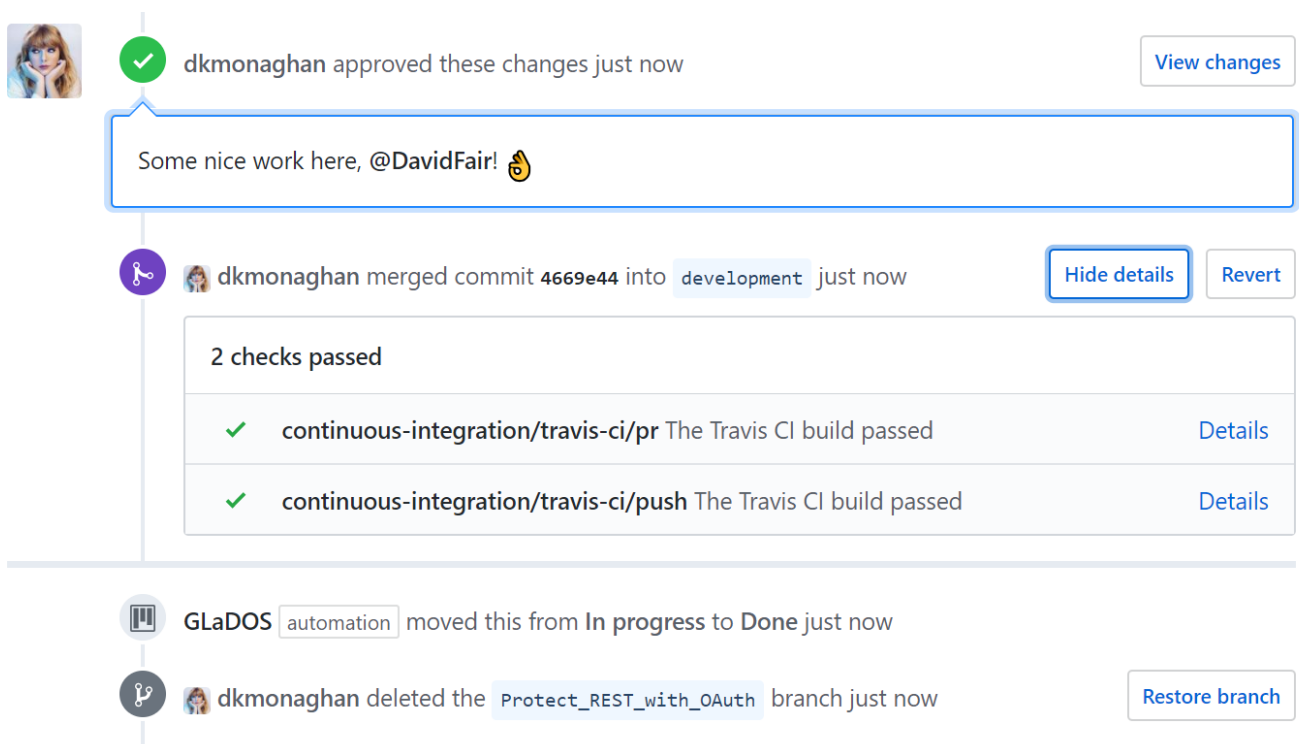 dkmonaghan approved these changes just now
View changes
Some nice work here, @DavidFair! 👌
dkmonaghan merged commit 4669e44 into development just now
Hide details
Revert
2 checks passed
continuous-integration/travis-ci/pr The Travis CI build passed
Details
continuous-integration/travis-ci/push The Travis CI build passed
Details
GLaDOS automation moved this from In progress to Done just now
dkmonaghan deleted the Protect_REST_with_OAuth branch just now
Restore branch